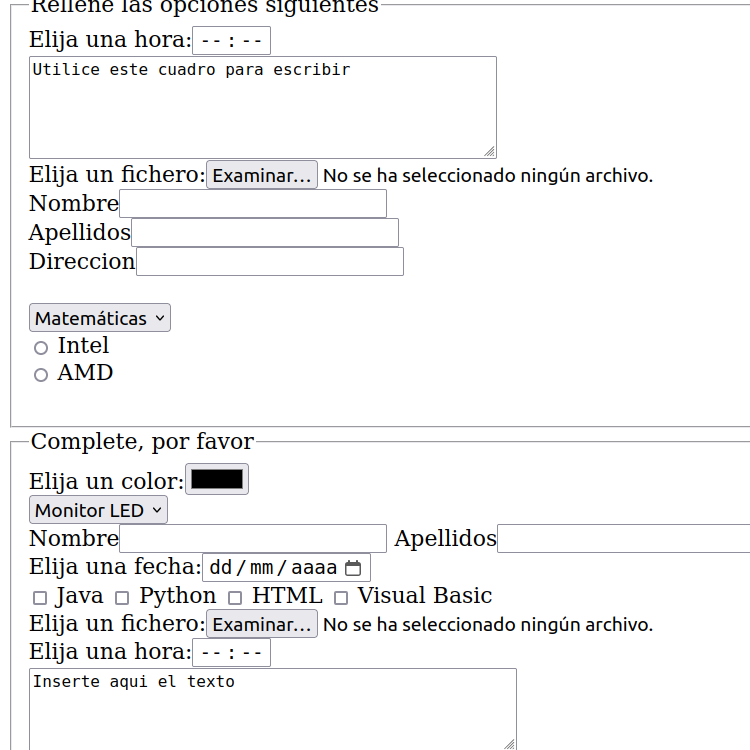 Rellene las opciones siguientes
Elija una hora: -- : --
Utilice este cuadro para escribir
Elija un fichero: Examinar... No se ha seleccionado ningún archivo.
Nombre
Apellidos
Direccion
Matemáticas
Intel
AMD
Complete, por favor
Elija un color:
Monitor LED
Nombre Apellidos
Elija una fecha: dd / mm / aaaa
Java Python HTML Visual Basic
Elija un fichero: Examinar... No se ha seleccionado ningún archivo.
Elija una hora: -- : --
Inserte aqui el texto